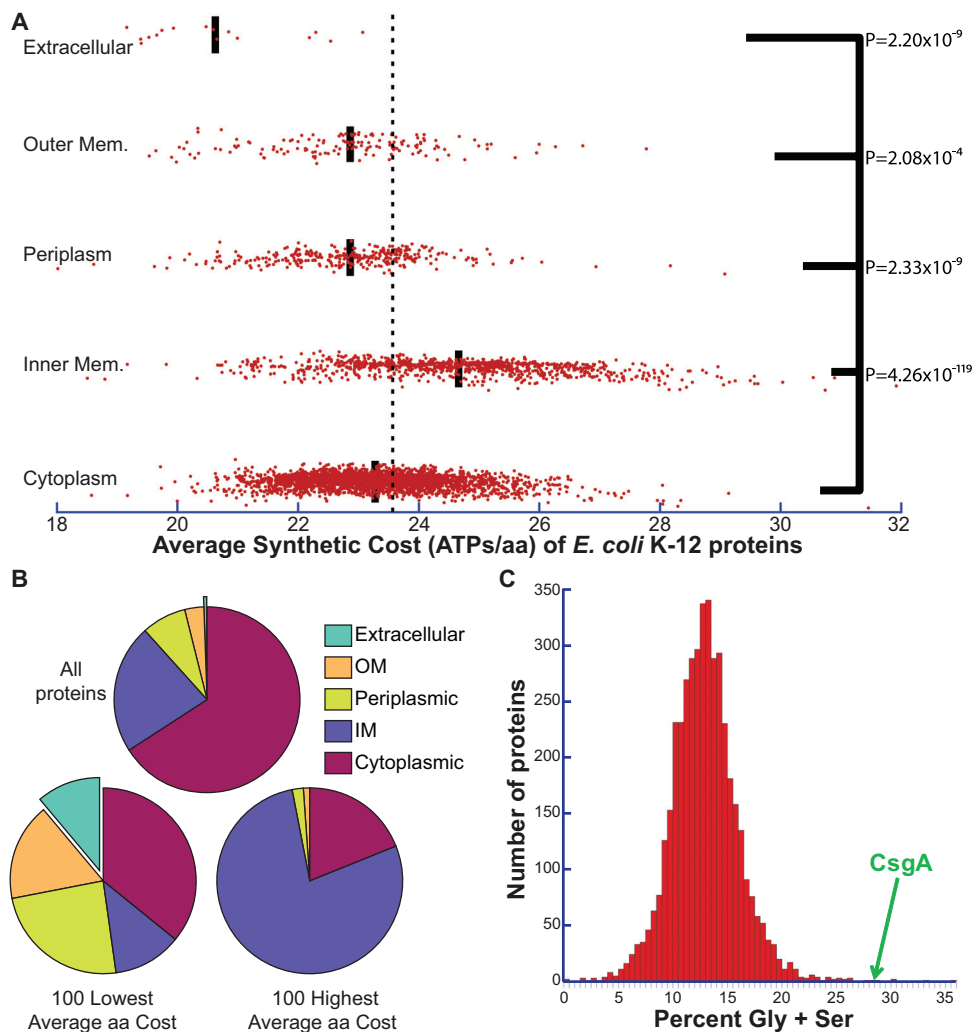 A
Extracellular
P=2.20x10⁻⁹
Outer Mem.
P=2.08x10⁻⁴
Periplasm
P=2.33x10⁻⁹
Inner Mem.
P=4.26x10⁻¹¹⁹
Cytoplasm
18 20 22 24 26 28 30 32
Average Synthetic Cost (ATPs/aa) of E. coli K-12 proteins
B
All
proteins
Extracellular
OM
Periplasmic
IM
Cytoplasmic
100 Lowest
Average aa Cost
100 Highest
Average aa Cost
C
350
300
250
200
150
100
50
0
Number of proteins
CsgA
0 5 10 15 20 25 30 35
Percent Gly + Ser